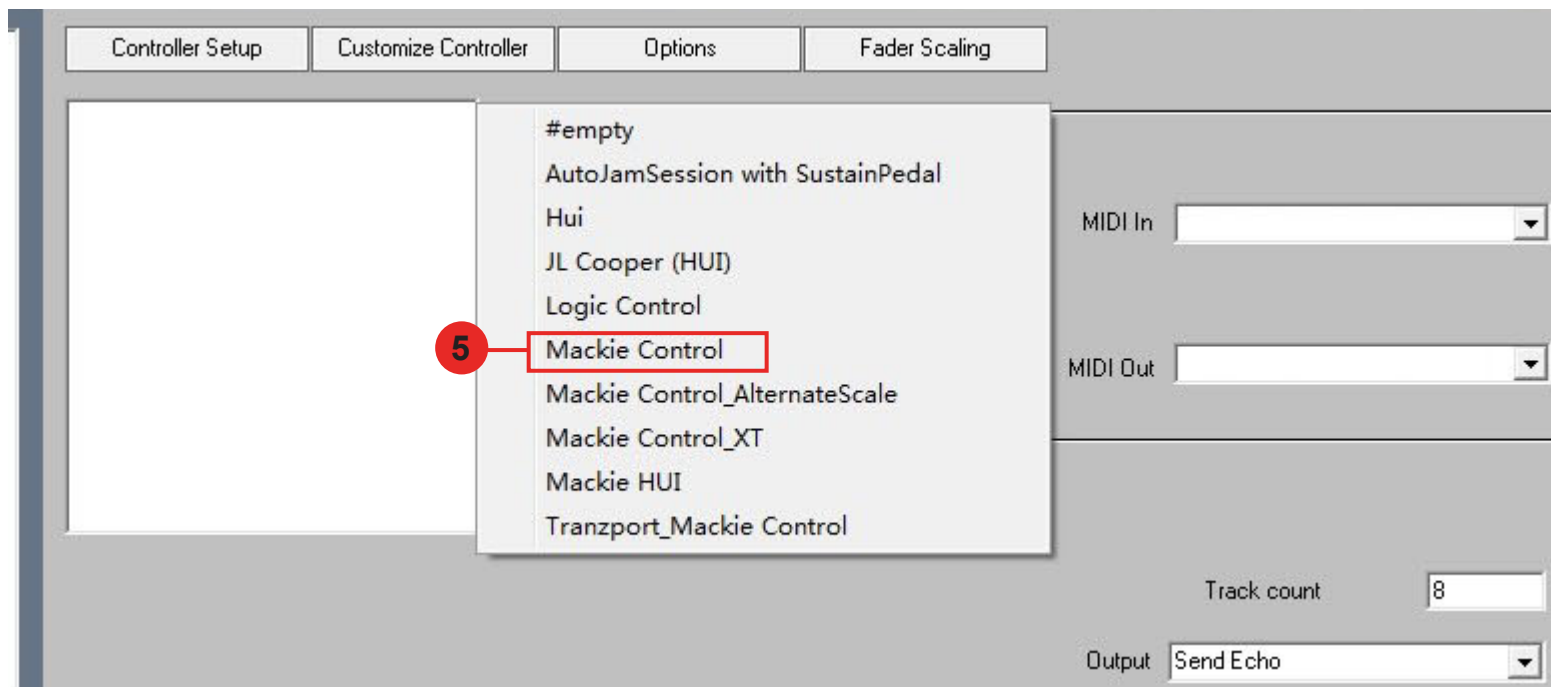 Controller Setup
Customize Controller
Options
Fader Scaling
#empty
AutoJamSession with SustainPedal
Hui
JL Cooper (HUI)
Logic Control
5
Mackie Control
Mackie Control_AlternateScale
Mackie Control_XT
Mackie HUI
Tranzport_Mackie Control
MIDI In
MIDI Out
Track count
8
Output
Send Echo